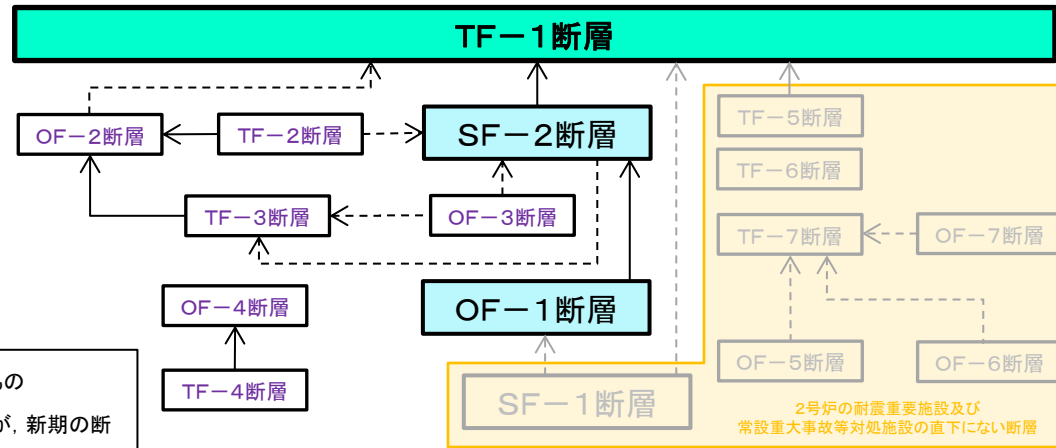 TF－1断層
OF－2断層
TF－2断層
SF－2断層
TF－5断層
TF－6断層
TF－3断層
OF－3断層
TF－7断層
OF－7断層
OF－4断層
OF－1断層
TF－4断層
SF－1断層
OF－5断層
OF－6断層
の
が，新期の断
2号炉の耐震重要施設及び
常設重大事故等対処施設の直下にない断層